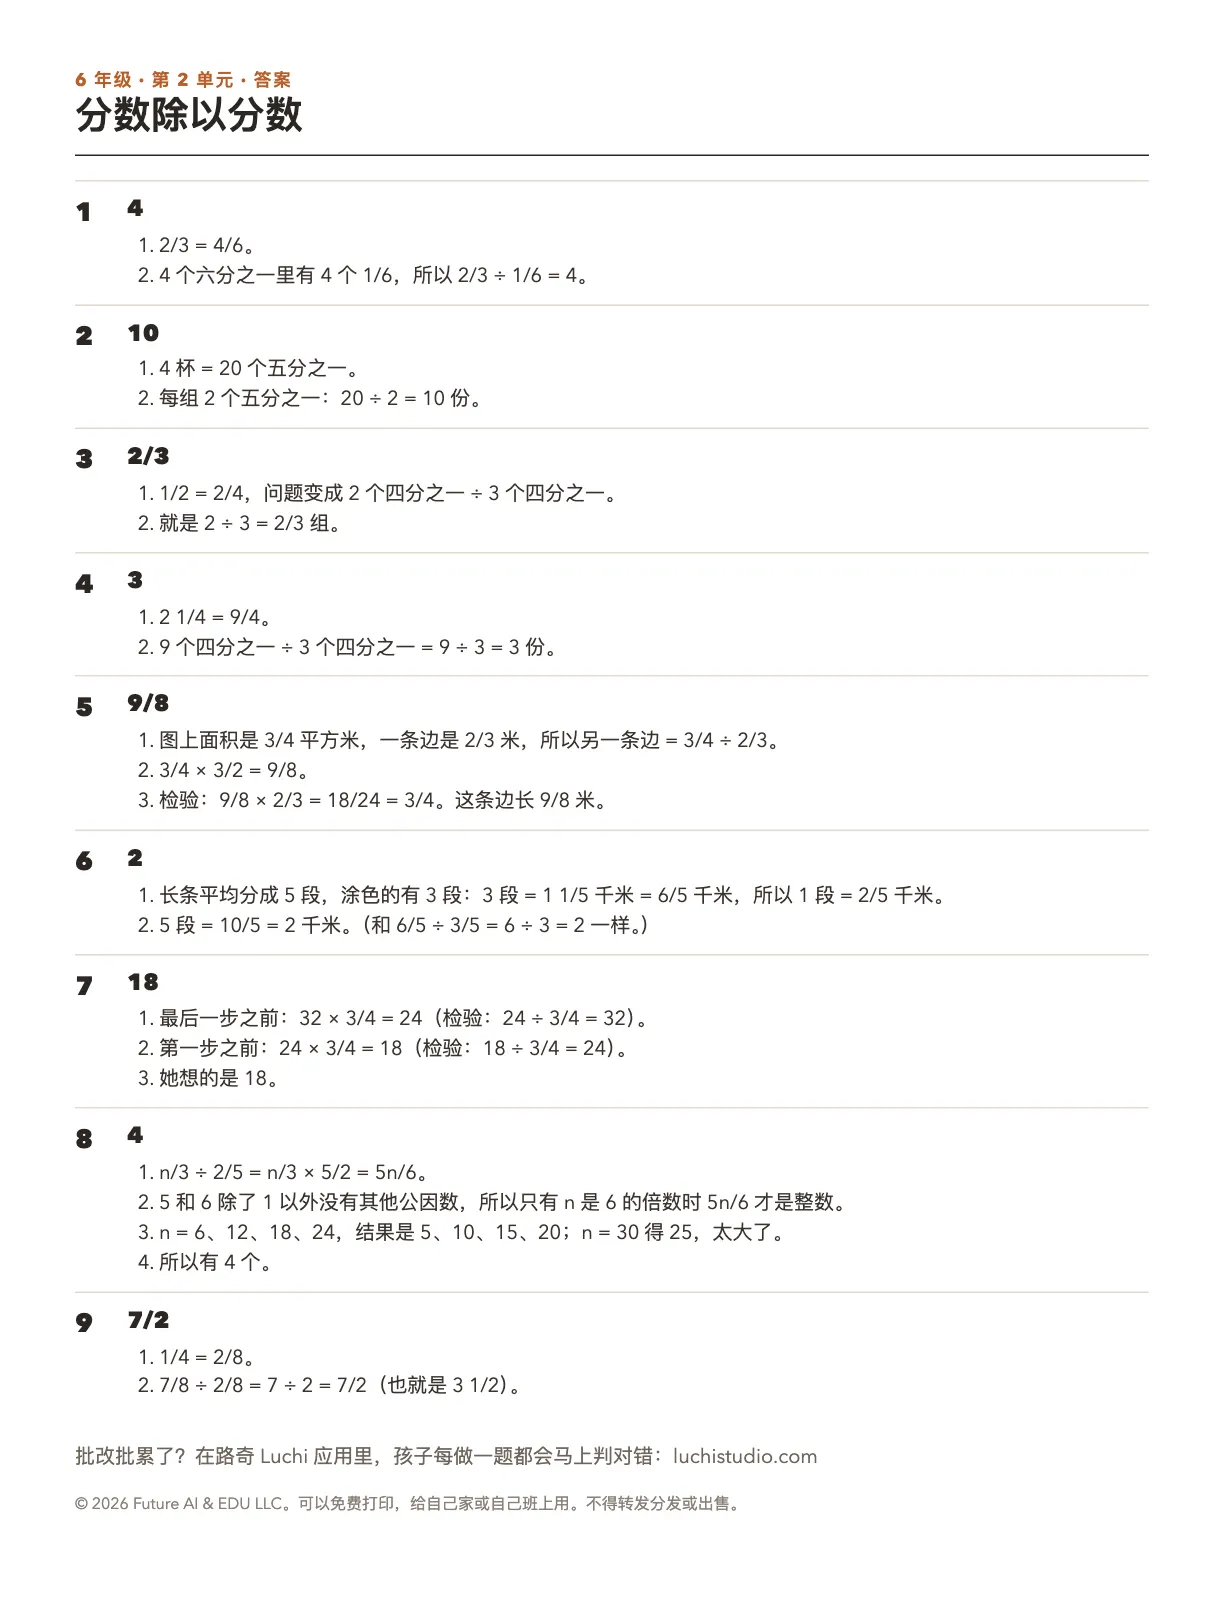 6 年级 · 第 2 单元 · 答案
分数除以分数
1 4
1. 2/3 = 4/6。
2. 4 个六分之一里有 4 个 1/6，所以 2/3 ÷ 1/6 = 4。
2 10
1. 4 杯 = 20 个五分之一。
2. 每组 2 个五分之一：20 ÷ 2 = 10 份。
3 2/3
1. 1/2 = 2/4，问题变成 2 个四分之一 ÷ 3 个四分之一。
2. 就是 2 ÷ 3 = 2/3 组。
4 3
1. 2 1/4 = 9/4。
2. 9 个四分之一 ÷ 3 个四分之一 = 9 ÷ 3 = 3 份。
5 9/8
1. 图上面积是 3/4 平方米，一条边是 2/3 米，所以另一条边 = 3/4 ÷ 2/3。
2. 3/4 × 3/2 = 9/8。
3. 检验：9/8 × 2/3 = 18/24 = 3/4。这条边长 9/8 米。
6 2
1. 长条平均分成 5 段，涂色的有 3 段：3 段 = 1 1/5 千米 = 6/5 千米，所以 1 段 = 2/5 千米。
2. 5 段 = 10/5 = 2 千米。（和 6/5 ÷ 3/5 = 6 ÷ 3 = 2 一样。）
7 18
1. 最后一步之前：32 × 3/4 = 24（检验：24 ÷ 3/4 = 32）。
2. 第一步之前：24 × 3/4 = 18（检验：18 ÷ 3/4 = 24）。
3. 她想的是 18。
8 4
1. n/3 ÷ 2/5 = n/3 × 5/2 = 5n/6。
2. 5 和 6 除了 1 以外没有其他公因数，所以只有 n 是 6 的倍数时 5n/6 才是整数。
3. n = 6、12、18、24，结果是 5、10、15、20；n = 30 得 25，太大了。
4. 所以有 4 个。
9 7/2
1. 1/4 = 2/8。
2. 7/8 ÷ 2/8 = 7 ÷ 2 = 7/2（也就是 3 1/2）。
批改批累了？在路奇 Luchi 应用里，孩子每做一题都会马上判对错：luchistudio.com
© 2026 Future AI & EDU LLC。可以免费打印，给自己家或自己班上用。不得转发分发或出售。